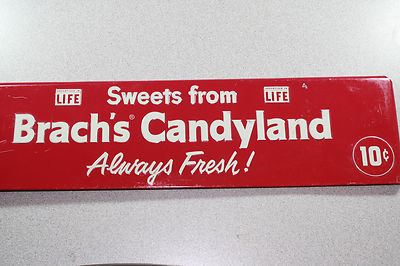 LIFE Sweets from LIFE
Brach's® Candyland
Always Fresh!
10¢